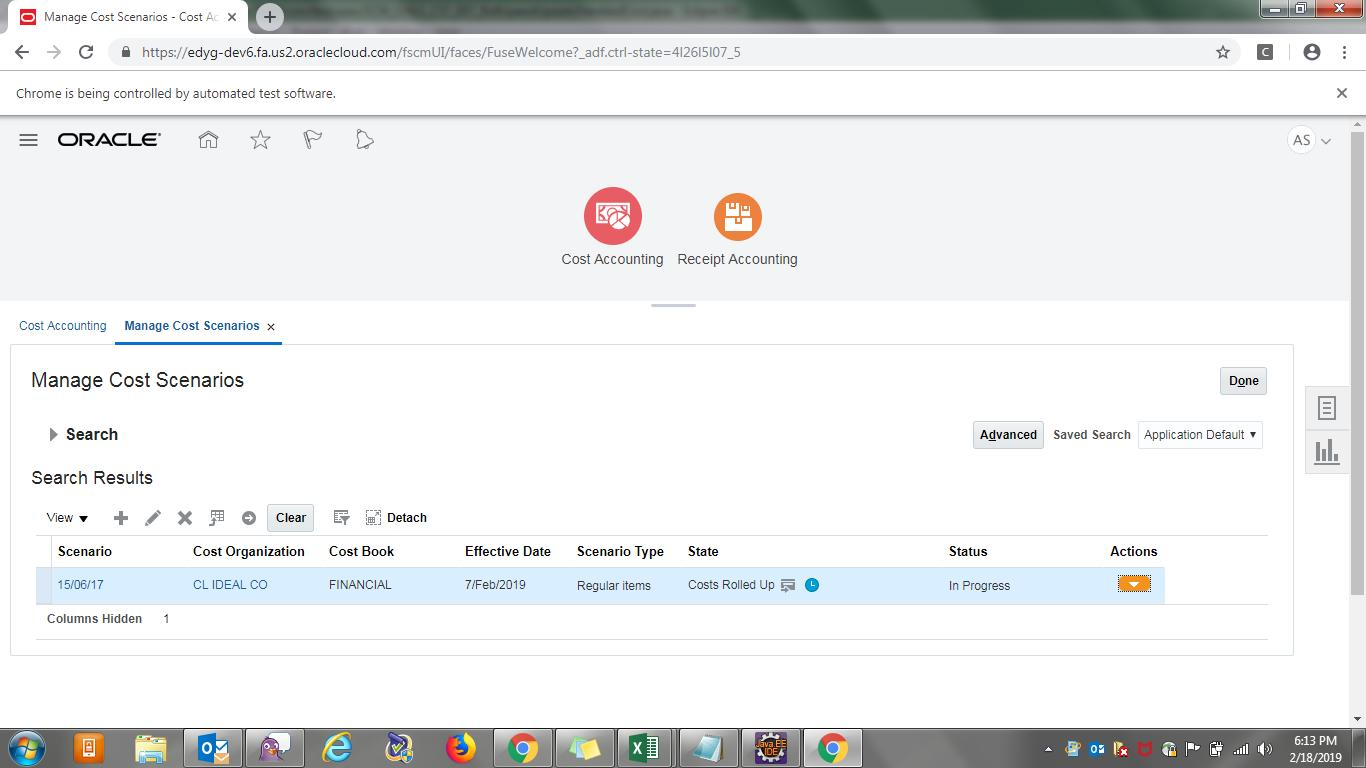 Manage Cost Scenarios - Cost Ac
https://edyg-dev6.fa.us2.oraclecloud.com/fscmUI/faces/FuseWelcome?_adf.ctrl-state=4l26l5l07_5
C
Chrome is being controlled by automated test software.
ORACLE
AS
Cost Accounting
Receipt Accounting
Cost Accounting
Manage Cost Scenarios
Manage Cost Scenarios
Done
Search
Advanced Saved Search Application Default
Search Results
View Clear Detach
Scenario Cost Organization Cost Book Effective Date Scenario Type State Status Actions
15/06/17 CL IDEAL CO FINANCIAL 7/Feb/2019 Regular items Costs Rolled Up In Progress
Columns Hidden 1
Java EE
IDE
6:13 PM
2/18/2019